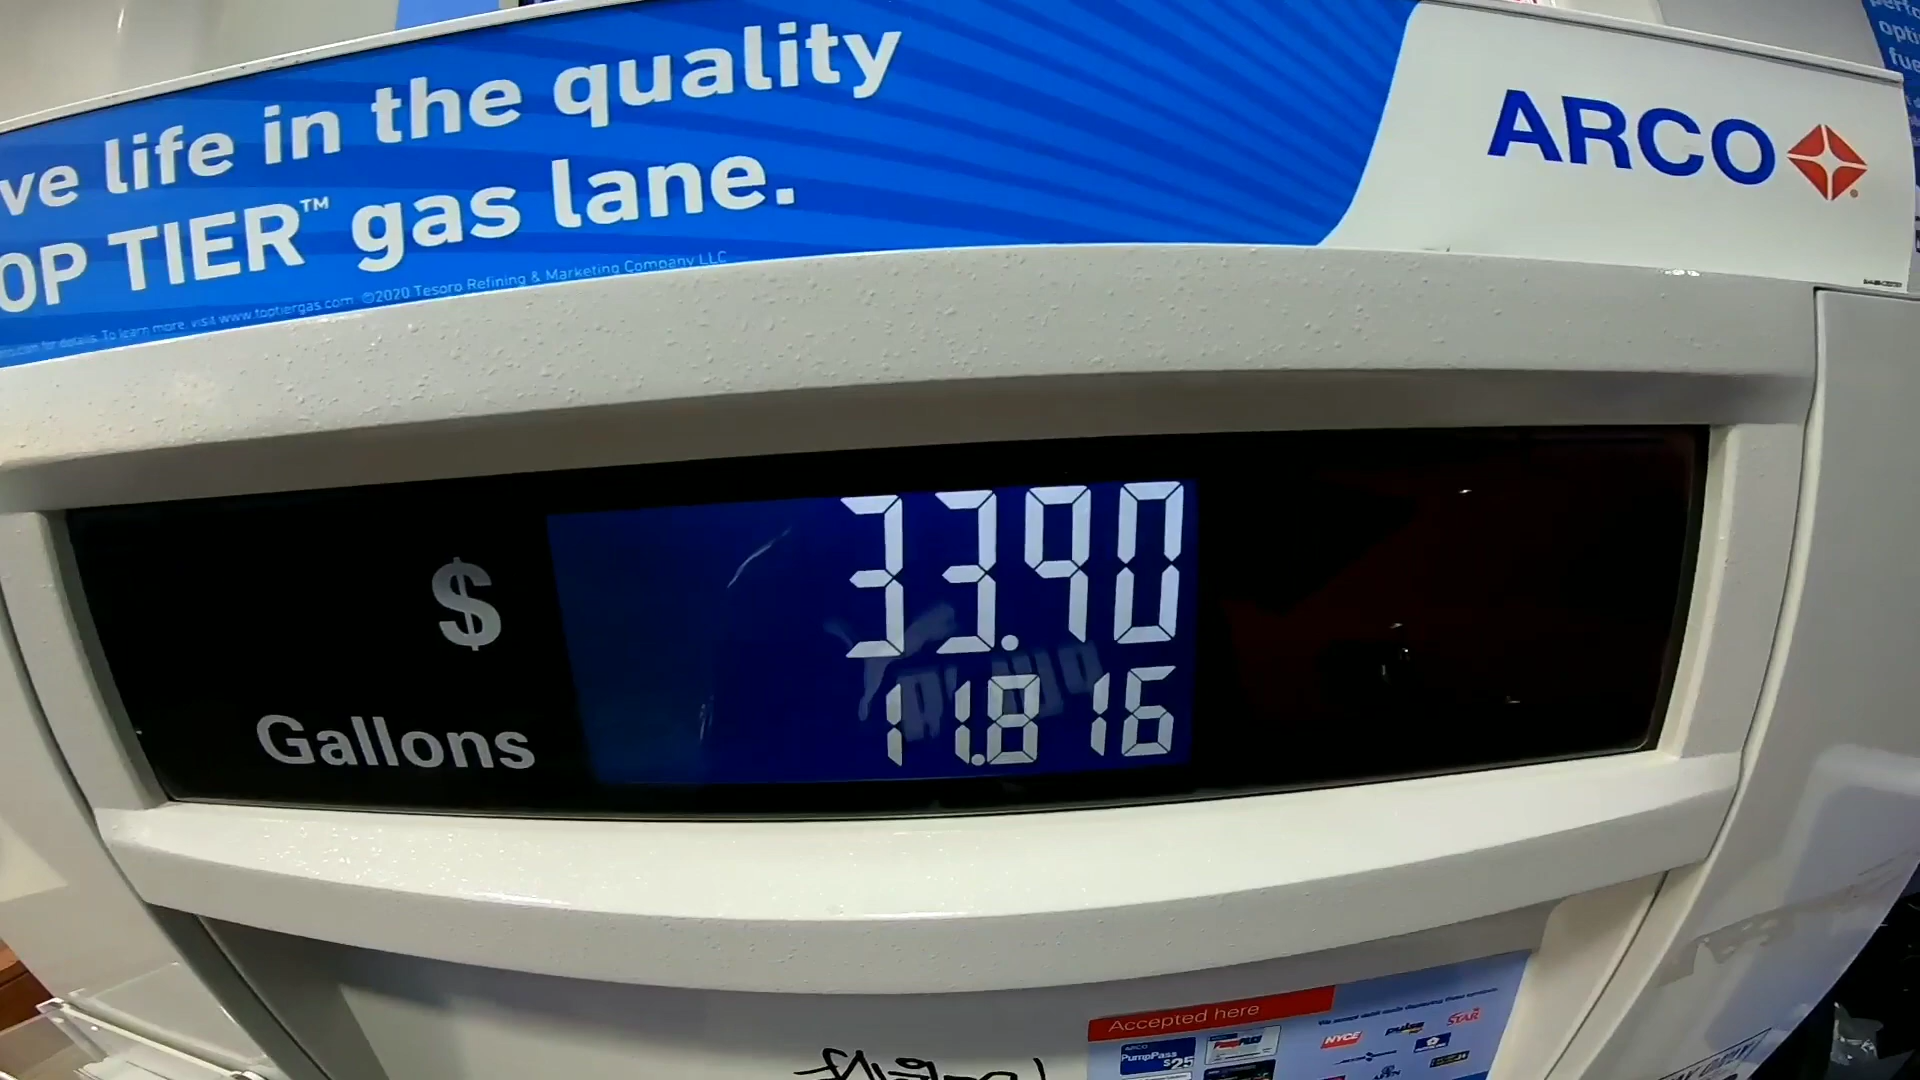 ve life in the quality
OP TIER™ gas lane.
To learn more, visit www.toptiergas.com ©2020 Tesoro Refining & Marketing Company LLC
ARCO
$ 33.90
Gallons 11.816
Accepted here
ARCO
PumpPass
$25
NYCE
pulse
STAR